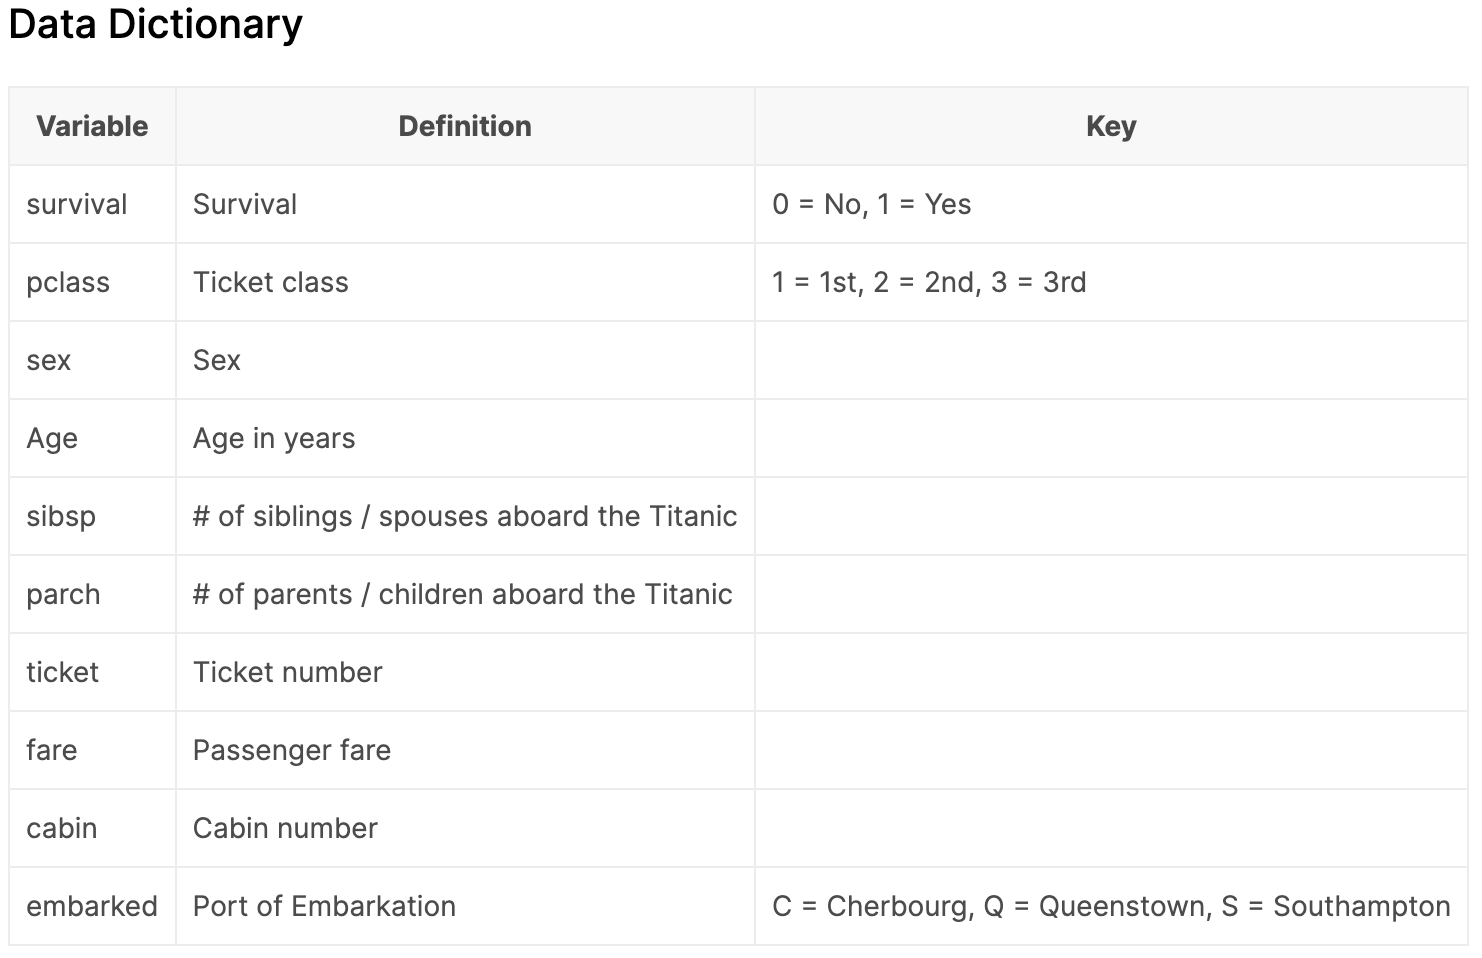 Data Dictionary
Variable Definition Key
survival Survival 0 = No, 1 = Yes
pclass Ticket class 1 = 1st, 2 = 2nd, 3 = 3rd
sex Sex
Age Age in years
sibsp # of siblings / spouses aboard the Titanic
parch # of parents / children aboard the Titanic
ticket Ticket number
fare Passenger fare
cabin Cabin number
embarked Port of Embarkation C = Cherbourg, Q = Queenstown, S = Southampton